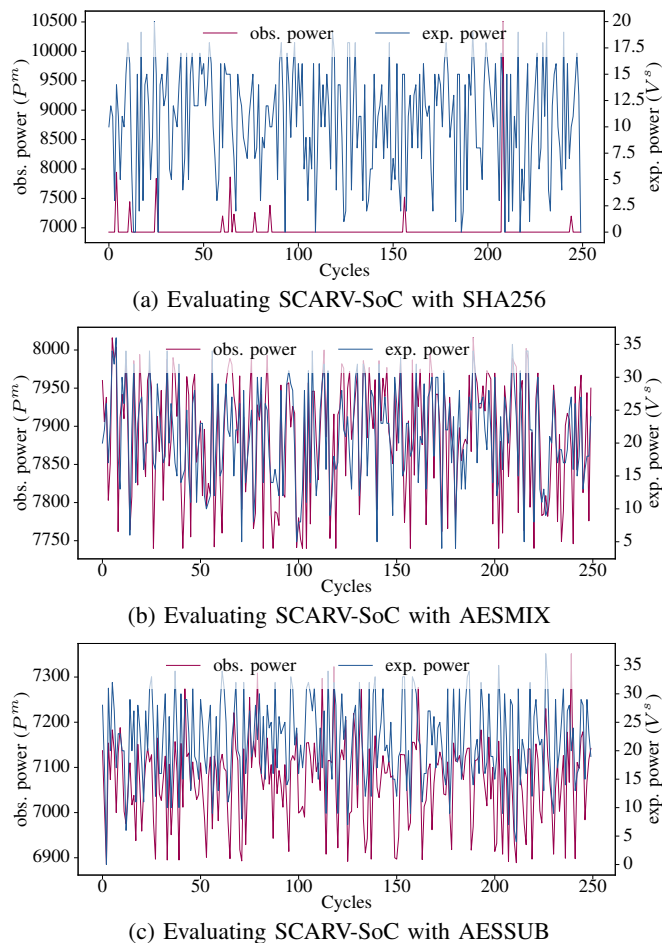 10500
10000
9500
9000
8500
8000
7500
7000
obs. power (P^m)
obs. power
exp. power
20.0
17.5
15.0
12.5
10.0
7.5
5.0
2.5
0.0
exp. power (V^s)
0 50 100 150 200 250
Cycles
(a) Evaluating SCARV-SoC with SHA256
8000
7950
7900
7850
7800
7750
obs. power (P^m)
obs. power
exp. power
35
30
25
20
15
10
5
exp. power (V^s)
0 50 100 150 200 250
Cycles
(b) Evaluating SCARV-SoC with AESMIX
7300
7200
7100
7000
6900
obs. power (P^m)
obs. power
exp. power
35
30
25
20
15
10
5
0
exp. power (V^s)
0 50 100 150 200 250
Cycles
(c) Evaluating SCARV-SoC with AESSUB